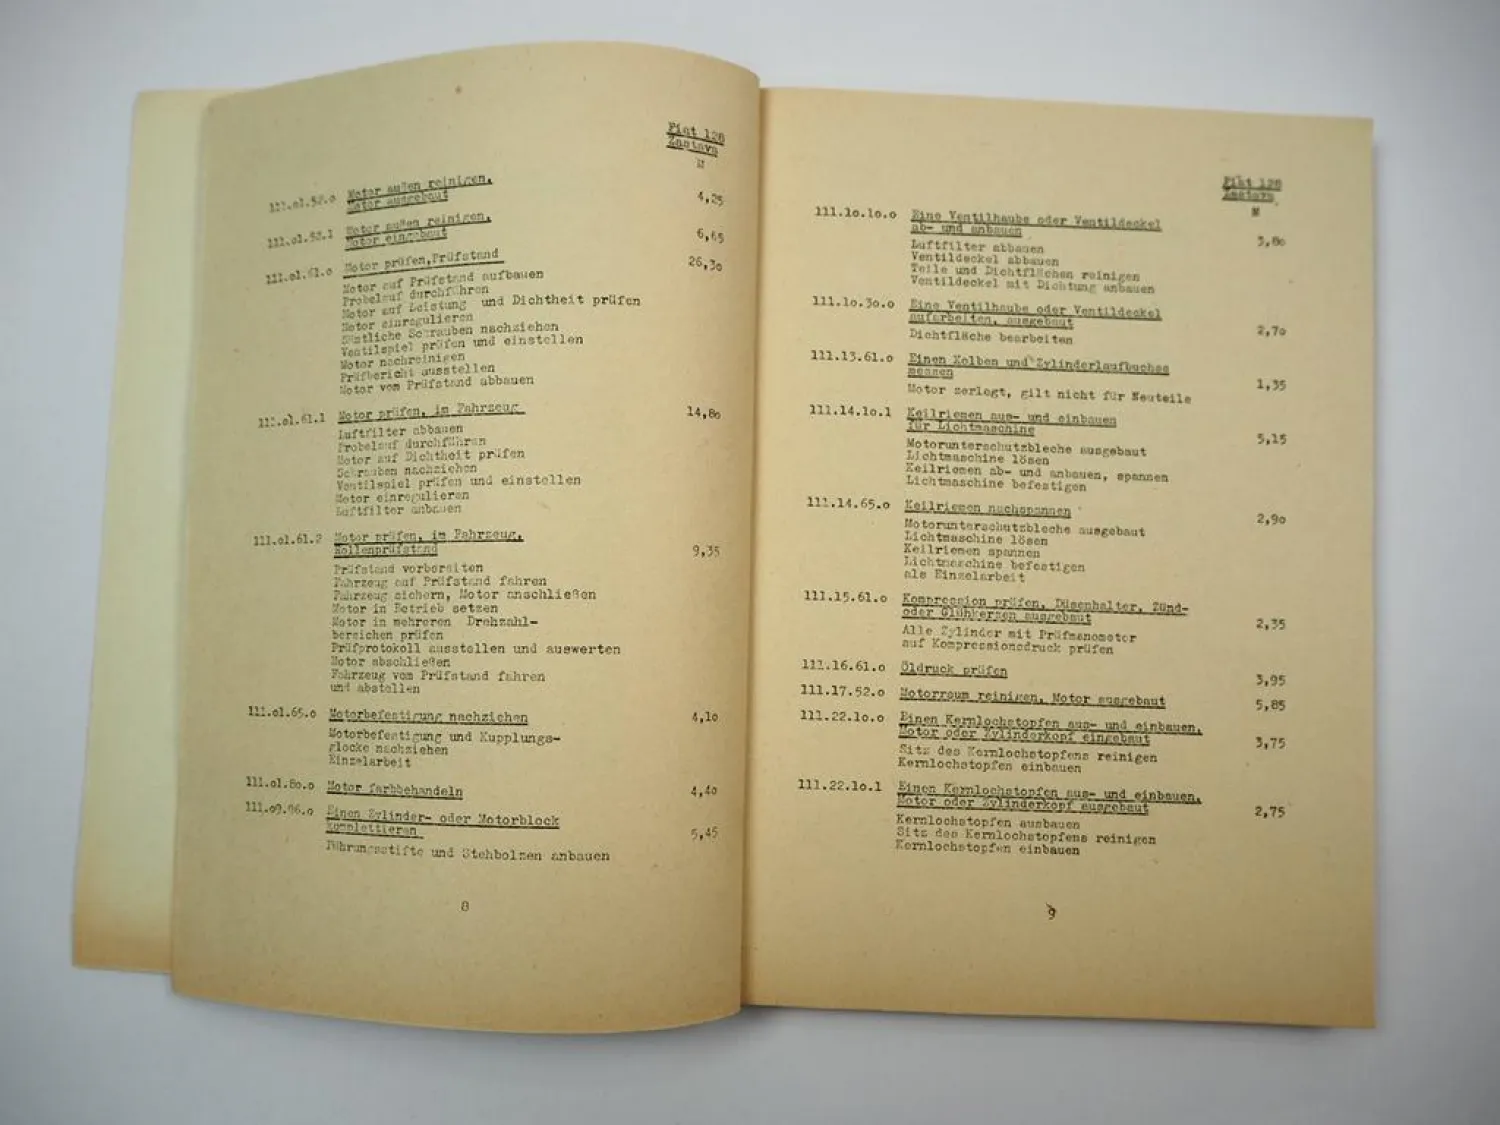 Fiat 128
Zastava
M
111.01.52.0 Motor außen reinigen, 4,25
Motor ausgebaut
111.01.52.1 Motor außen reinigen, 6,65
Motor eingebaut
111.01.61.0 Motor prüfen,Prüfstand 26,30
Motor auf Prüfstand aufbauen
Probelauf durchführen
Motor auf Leistung und Dichtheit prüfen
Motor einregulieren
Sämtliche Schrauben nachziehen
Ventilspiel prüfen und einstellen
Motor nachreinigen
Prüfbericht ausstellen
Motor vom Prüfstand abbauen
111.01.61.1 Motor prüfen, im Fahrzeug 14,80
Luftfilter abbauen
Probelauf durchführen
Motor auf Dichtheit prüfen
Schrauben nachziehen
Ventilspiel prüfen und einstellen
Motor einregulieren
Luftfilter anbauen
111.01.61.2 Motor prüfen, im Fahrzeug, 9,35
Rollenprüfstand
Prüfstand vorbereiten
Fahrzeug auf Prüfstand fahren
Fahrzeug sichern, Motor anschließen
Motor in Betrieb setzen
Motor in mehreren Drehzahl-
bereichen prüfen
Prüfprotokoll ausstellen und auswerten
Motor abschließen
Fahrzeug vom Prüfstand fahren
und abstellen
111.01.65.0 Motorbefestigung nachziehen 4,10
Motorbefestigung und Kupplungs-
glocke nachziehen
Einzelarbeit
111.01.80.0 Motor farbbehandeln 4,40
111.09.96.0 Einen Zylinder- oder Motorblock
komplettieren 5,45
Führungsstifte und Stehbolzen anbauen
8
Fiat 128
Zastava
M
111.10.10.0 Eine Ventilhaube oder Ventildeckel
ab- und anbauen 3,80
Luftfilter abbauen
Ventildeckel abbauen
Teile und Dichtflächen reinigen
Ventildeckel mit Dichtung anbauen
111.10.30.0 Eine Ventilhaube oder Ventildeckel
aufarbeiten, ausgebaut 2,70
Dichtfläche bearbeiten
111.13.61.0 Einen Kolben und Zylinderlaufbuchse
messen 1,35
Motor zerlegt, gilt nicht für Neuteile
111.14.10.1 Keilriemen aus- und einbauen
für Lichtmaschine 5,15
Motorunterschutzbleche ausgebaut
Lichtmaschine lösen
Keilriemen ab- und anbauen, spannen
Lichtmaschine befestigen
111.14.65.0 Keilriemen nachspannen 2,90
Motorunterschutzbleche ausgebaut
Lichtmaschine lösen
Keilriemen spannen
Lichtmaschine befestigen
als Einzelarbeit
111.15.61.0 Kompression prüfen, Düsenhalter, Zünd-
oder Glühkerzen ausgebaut 2,35
Alle Zylinder mit Prüfmanometer
auf Kompressionsdruck prüfen
111.16.61.0 Öldruck prüfen 3,95
111.17.52.0 Motorraum reinigen, Motor ausgebaut 5,85
111.22.10.0 Einen Kernlochstopfen aus- und einbauen,
Motor oder Zylinderkopf eingebaut 3,75
Sitz des Kernlochstopfens reinigen
Kernlochstopfen einbauen
111.22.10.1 Einen Kernlochstopfen aus- und einbauen,
Motor oder Zylinderkopf ausgebaut 2,75
Kernlochstopfen ausbauen
Sitz des Kernlochstopfens reinigen
Kernlochstopfen einbauen
9